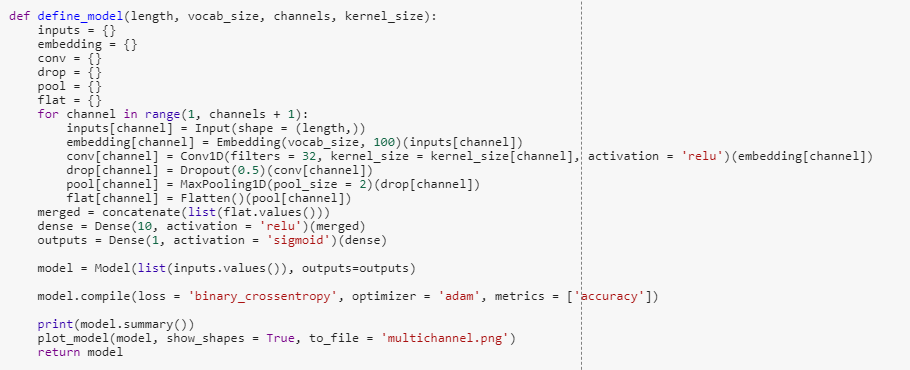 def define_model(length, vocab_size, channels, kernel_size):
    inputs = {}
    embedding = {}
    conv = {}
    drop = {}
    pool = {}
    flat = {}
    for channel in range(1, channels + 1):
        inputs[channel] = Input(shape = (length,))
        embedding[channel] = Embedding(vocab_size, 100)(inputs[channel])
        conv[channel] = Conv1D(filters = 32, kernel_size = kernel_size[channel], activation = 'relu')(embedding[channel])
        drop[channel] = Dropout(0.5)(conv[channel])
        pool[channel] = MaxPooling1D(pool_size = 2)(drop[channel])
        flat[channel] = Flatten()(pool[channel])
    merged = concatenate(list(flat.values()))
    dense = Dense(10, activation = 'relu')(merged)
    outputs = Dense(1, activation = 'sigmoid')(dense)

    model = Model(list(inputs.values()), outputs=outputs)

    model.compile(loss = 'binary_crossentropy', optimizer = 'adam', metrics = ['accuracy'])

    print(model.summary())
    plot_model(model, show_shapes = True, to_file = 'multichannel.png')
    return model